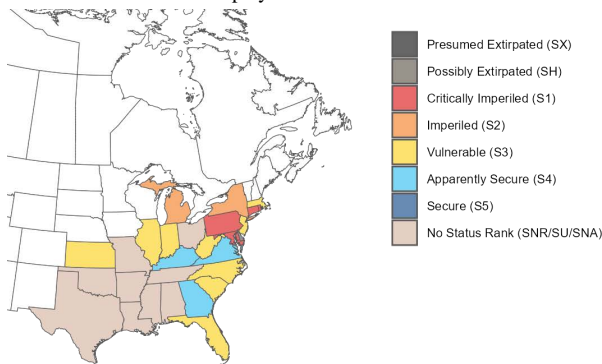 Presumed Extirpated (SX)
Possibly Extirpated (SH)
Critically Imperiled (S1)
Imperiled (S2)
Vulnerable (S3)
Apparently Secure (S4)
Secure (S5)
No Status Rank (SNR/SU/SNA)